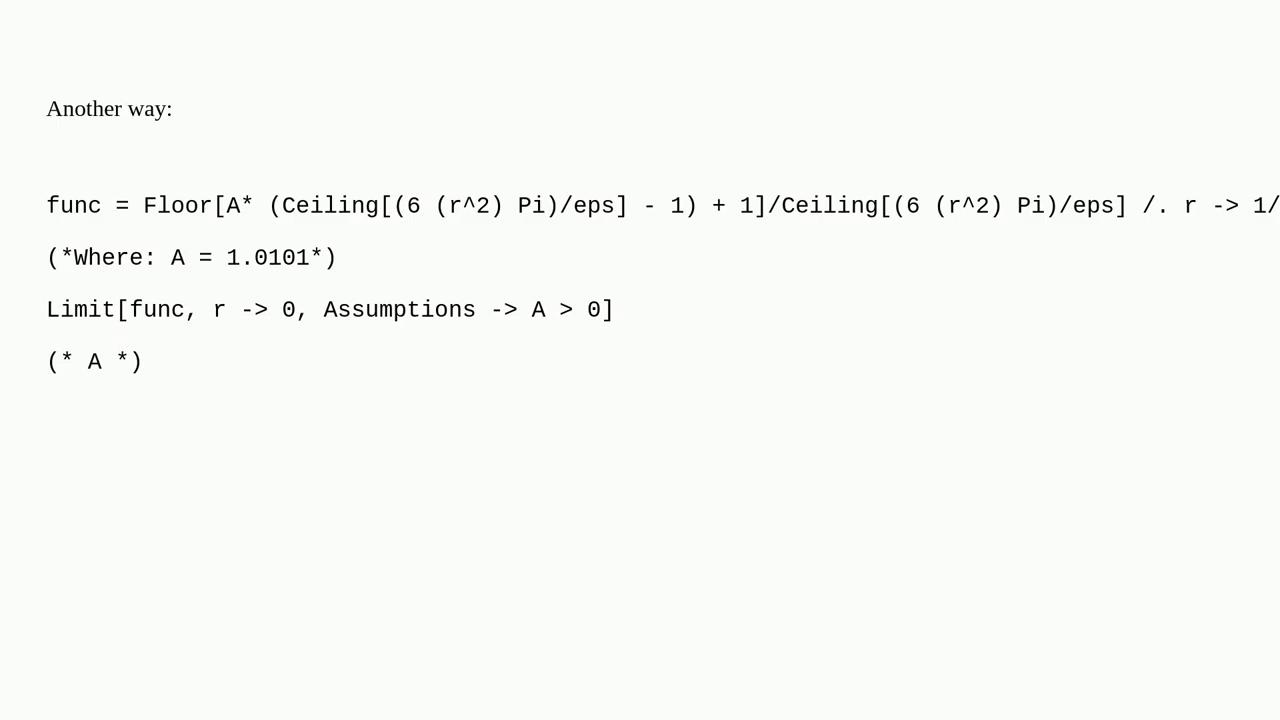 Another way:
func = Floor[A* (Ceiling[(6 (r^2) Pi)/eps] - 1) + 1]/Ceiling[(6 (r^2) Pi)/eps] /. r -> 1/
(*Where: A = 1.0101*)
Limit[func, r -> 0, Assumptions -> A > 0]
(* A *)